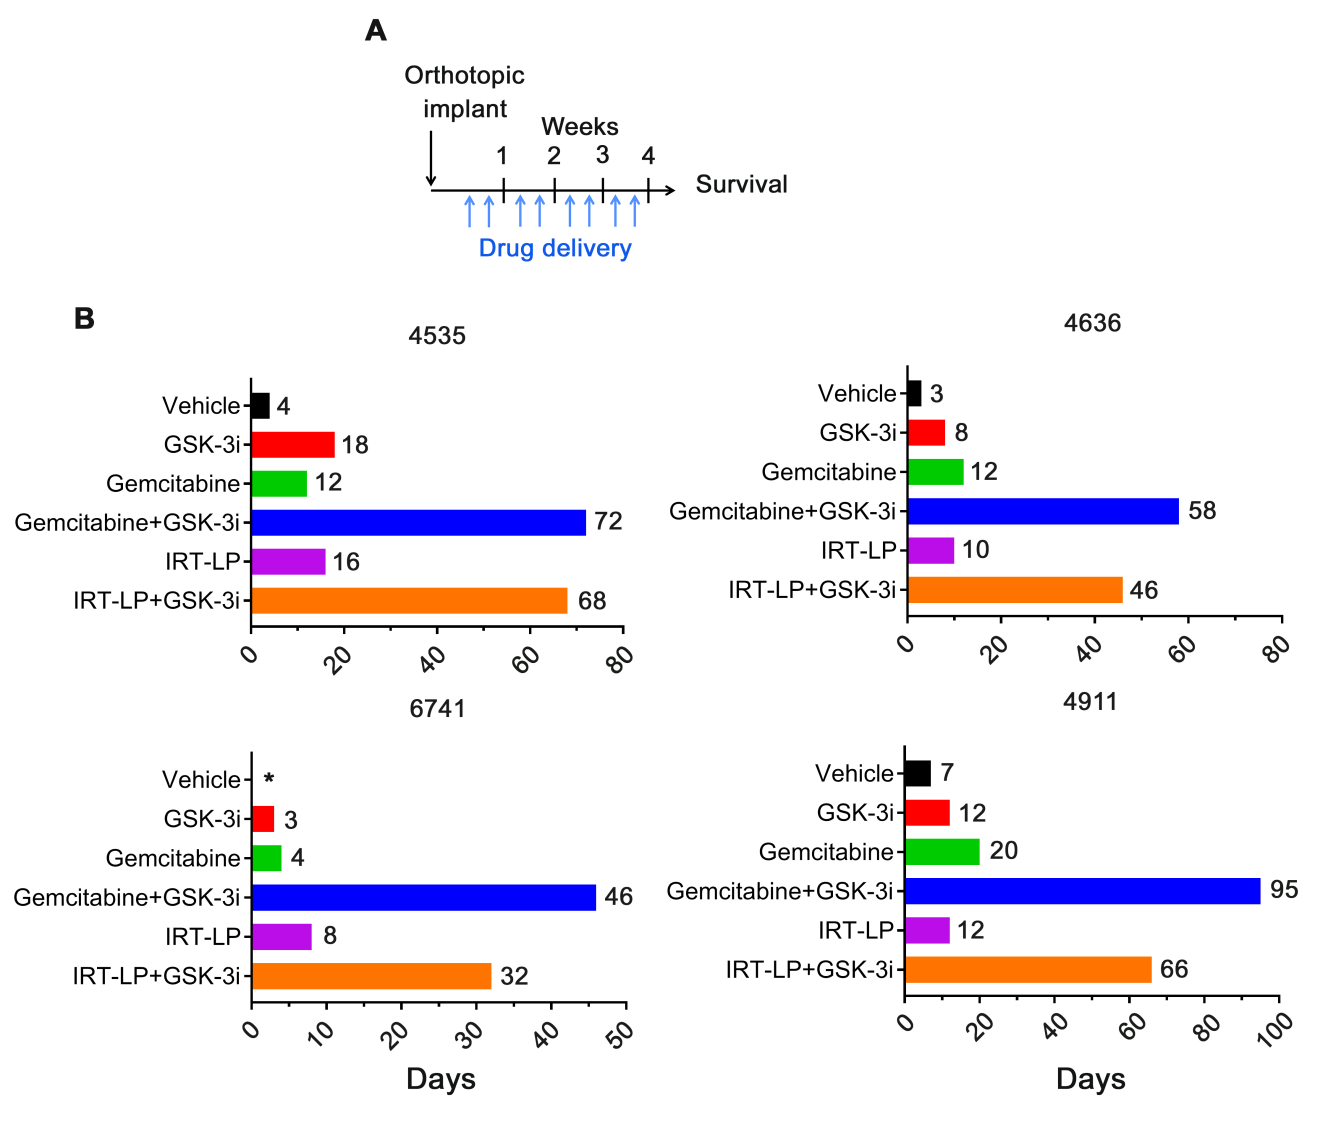 A
Orthotopic
implant
Weeks
1 2 3 4
Survival
Drug delivery
B
4535
Vehicle 4
GSK-3i 18
Gemcitabine 12
Gemcitabine+GSK-3i 72
IRT-LP 16
IRT-LP+GSK-3i 68
0 20 40 60 80
4636
Vehicle 3
GSK-3i 8
Gemcitabine 12
Gemcitabine+GSK-3i 58
IRT-LP 10
IRT-LP+GSK-3i 46
0 20 40 60 80
6741
Vehicle *
GSK-3i 3
Gemcitabine 4
Gemcitabine+GSK-3i 46
IRT-LP 8
IRT-LP+GSK-3i 32
0 10 20 30 40 50
Days
4911
Vehicle 7
GSK-3i 12
Gemcitabine 20
Gemcitabine+GSK-3i 95
IRT-LP 12
IRT-LP+GSK-3i 66
0 20 40 60 80 100
Days